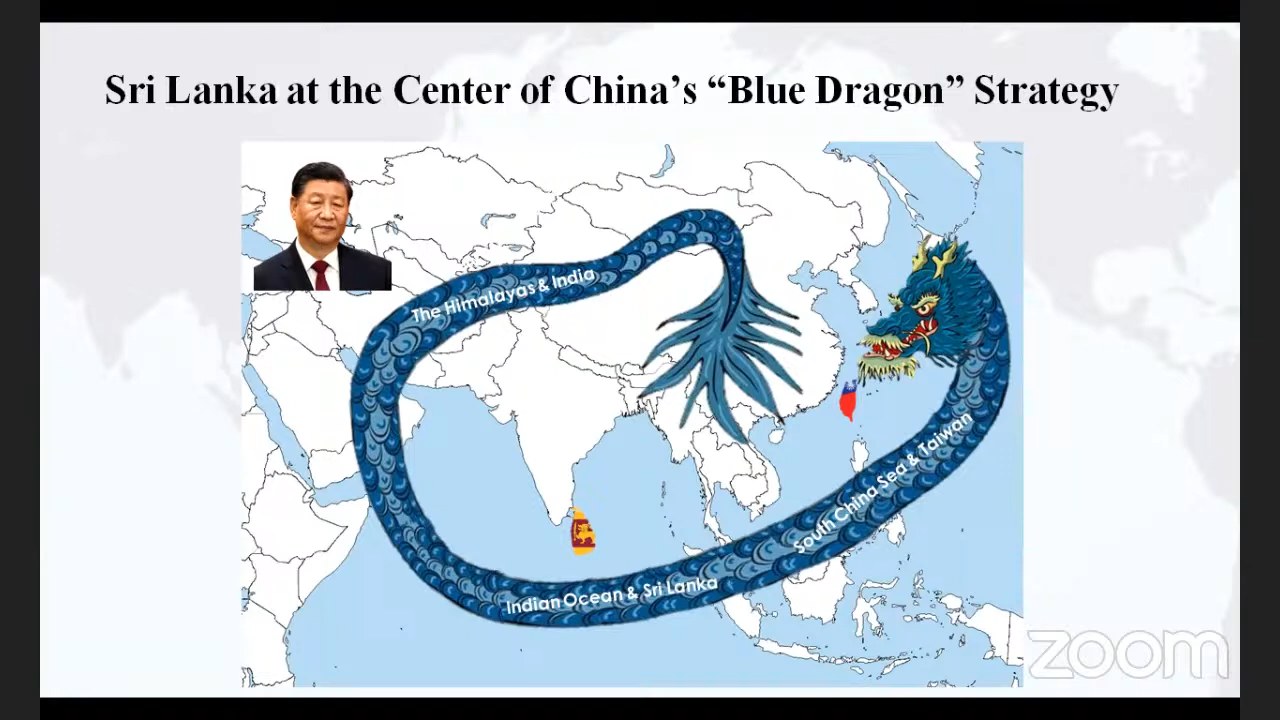 Sri Lanka at the Center of China’s “Blue Dragon” Strategy
The Himalayas & India
South China Sea & Taiwan
Indian Ocean & Sri Lanka
zoom